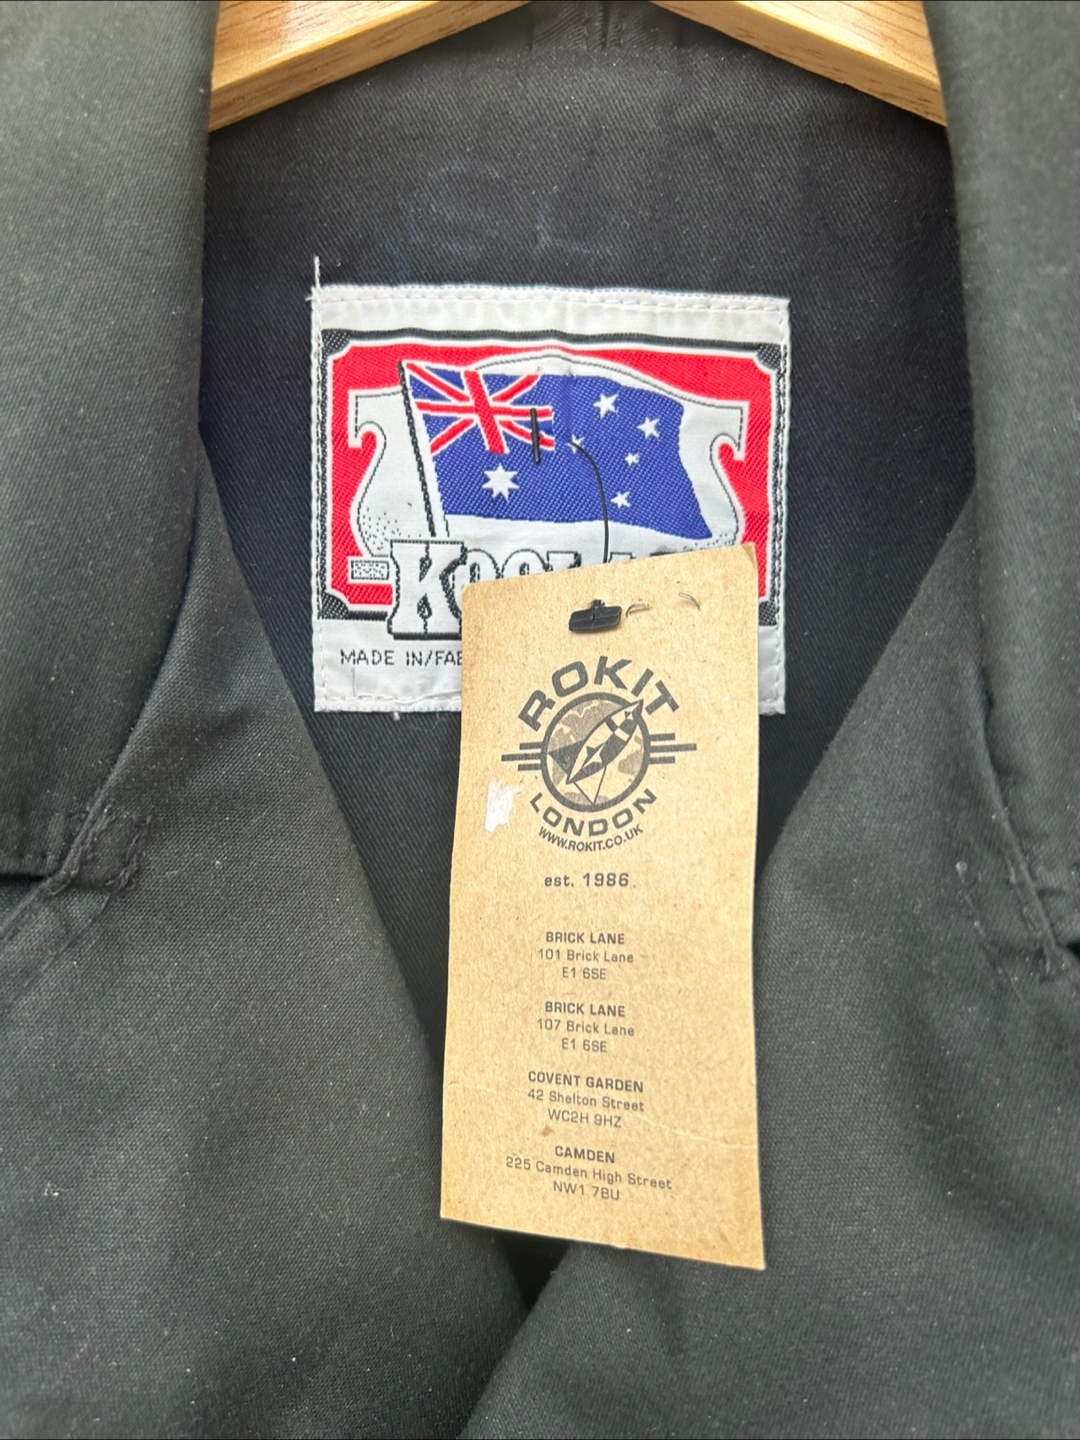 MADE IN/FAB
ROKIT
LONDON
WWW.ROKIT.CO.UK
est. 1986.
BRICK LANE
101 Brick Lane
E1 6SE
BRICK LANE
107 Brick Lane
E1 6SE
COVENT GARDEN
42 Shelton Street
WC2H 9HZ
CAMDEN
225 Camden High Street
NW1 7BU